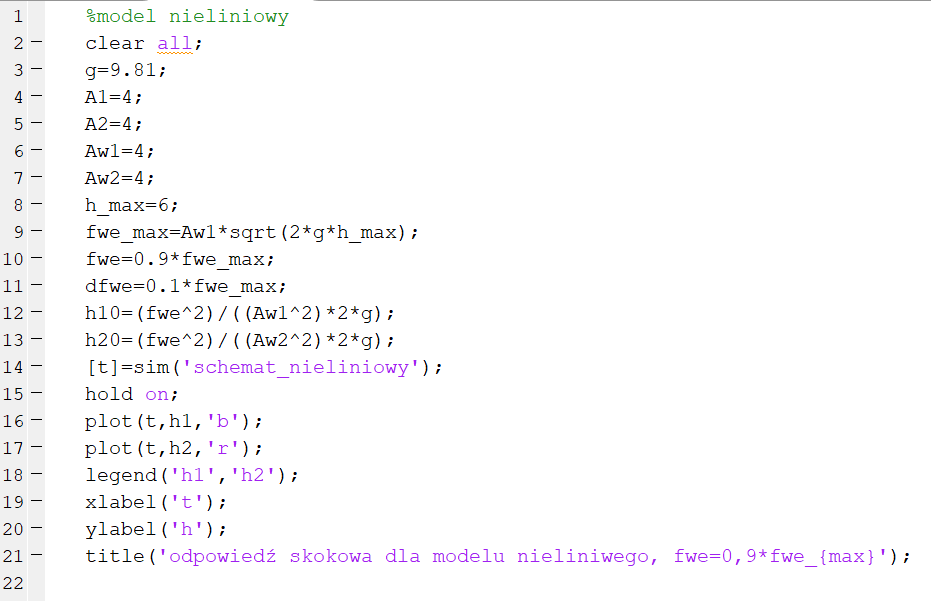 1 %model nieliniowy
2 - clear all;
3 - g=9.81;
4 - A1=4;
5 - A2=4;
6 - Aw1=4;
7 - Aw2=4;
8 - h_max=6;
9 - fwe_max=Aw1*sqrt(2*g*h_max);
10 - fwe=0.9*fwe_max;
11 - dfwe=0.1*fwe_max;
12 - h10=(fwe^2)/((Aw1^2)*2*g);
13 - h20=(fwe^2)/((Aw2^2)*2*g);
14 - [t]=sim('schemat_nieliniowy');
15 - hold on;
16 - plot(t,h1,'b');
17 - plot(t,h2,'r');
18 - legend('h1','h2');
19 - xlabel('t');
20 - ylabel('h');
21 - title('odpowiedź skokowa dla modelu nieliniwego, fwe=0,9*fwe_{max}');
22